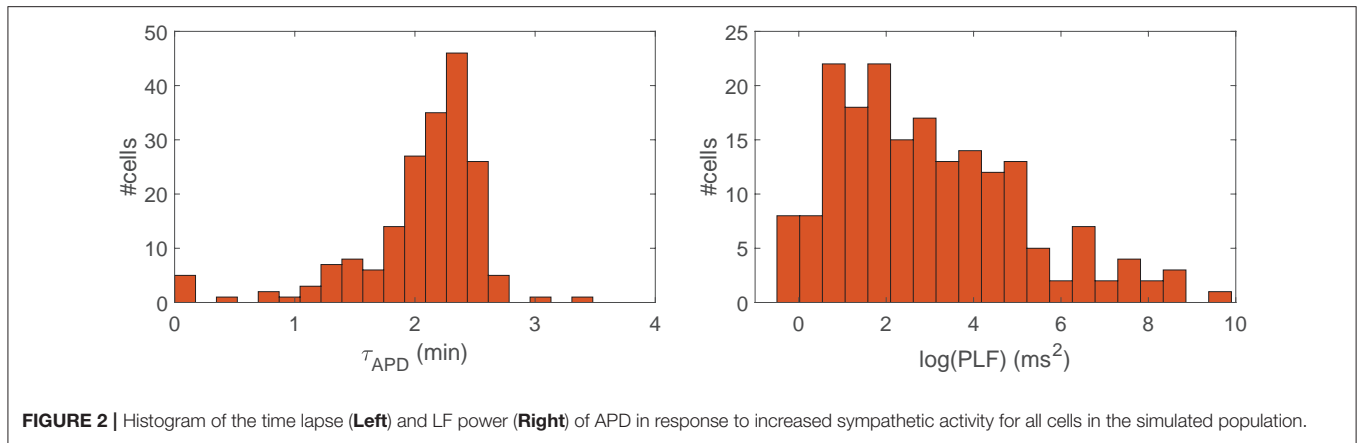 50
40
30
20
10
0
#cells
0 1 2 3 4
τAPD (min)
25
20
15
10
5
0
#cells
0 2 4 6 8 10
log(PLF) (ms²)
FIGURE 2 | Histogram of the time lapse (Left) and LF power (Right) of APD in response to increased sympathetic activity for all cells in the simulated population.